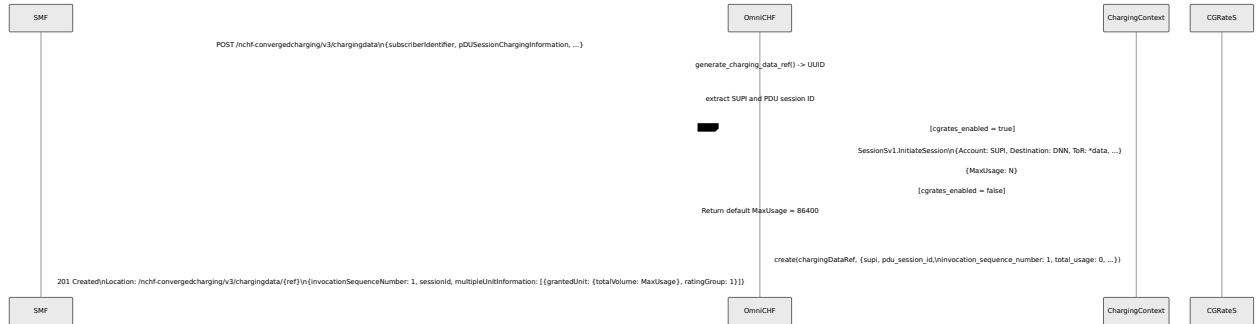 SMF OmniCHF ChargingContext CGRateS
POST /nchf-convergedcharging/v3/chargingdata\n{subscriberIdentifier, pDUSessionChargingInformation, ...}
generate_charging_data_ref() -> UUID
extract SUPI and PDU session ID
[cgrates_enabled = true]
SessionSv1.InitiateSession\n{Account: SUPI, Destination: DNN, ToR: *data, ...}
{MaxUsage: N}
[cgrates_enabled = false]
Return default MaxUsage = 86400
create(chargingDataRef, {supi, pdu_session_id,\ninvocation_sequence_number: 1, total_usage: 0, ...})
201 Created\nLocation: /nchf-convergedcharging/v3/chargingdata/{ref}\n{invocationSequenceNumber: 1, sessionId, multipleUnitInformation: [{grantedUnit: {totalVolume: MaxUsage}, ratingGroup: 1}]}
SMF OmniCHF ChargingContext CGRateS